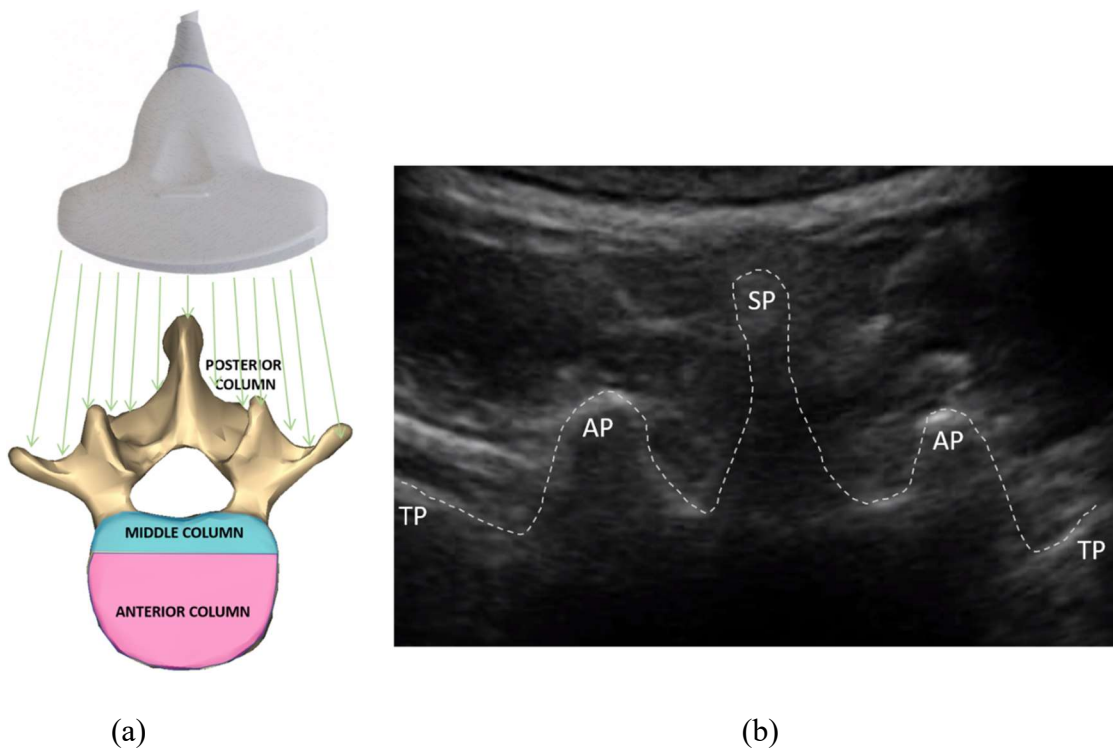 POSTERIOR
COLUMN
MIDDLE COLUMN
ANTERIOR COLUMN
SP
AP
AP
TP
TP
(a)
(b)